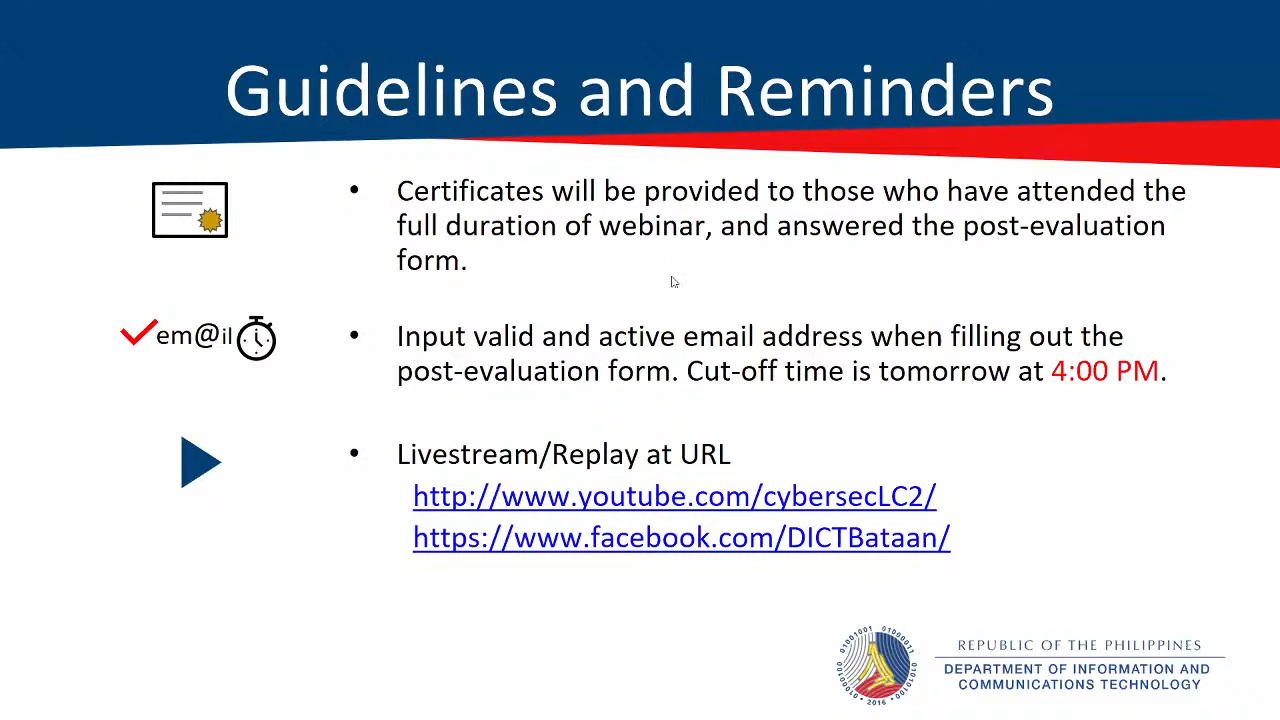 Guidelines and Reminders
• Certificates will be provided to those who have attended the
full duration of webinar, and answered the post-evaluation
form.
em@il
• Input valid and active email address when filling out the
post-evaluation form. Cut-off time is tomorrow at 4:00 PM.
• Livestream/Replay at URL
http://www.youtube.com/cybersecLC2/
https://www.facebook.com/DICTBataan/
REPUBLIC OF THE PHILIPPINES
DEPARTMENT OF INFORMATION AND
COMMUNICATIONS TECHNOLOGY
• 2016 •